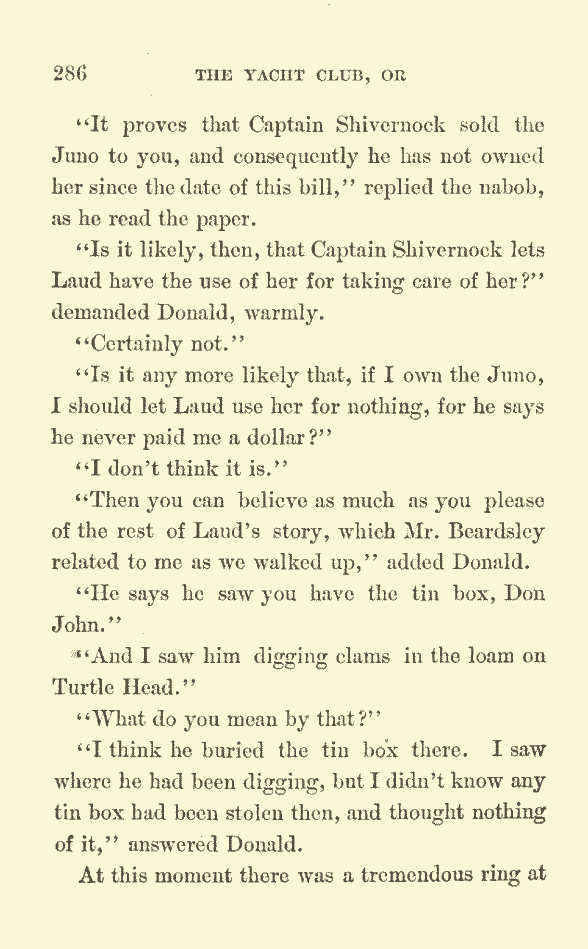 286 THE YACHT CLUB, OR
"It proves that Captain Shivernock sold the
Juno to you, and consequently he has not owned
her since the date of this bill," replied the nabob,
as he read the paper.
"Is it likely, then, that Captain Shivernock lets
Laud have the use of her for taking care of her?"
demanded Donald, warmly.
"Certainly not."
"Is it any more likely that, if I own the Juno,
I should let Laud use her for nothing, for he says
he never paid me a dollar?"
"I don't think it is."
"Then you can believe as much as you please
of the rest of Laud's story, which Mr. Beardsley
related to me as we walked up," added Donald.
"He says he saw you have the tin box, Don
John."
"And I saw him digging clams in the loam on
Turtle Head."
"What do you mean by that?"
"I think he buried the tin box there. I saw
where he had been digging, but I didn't know any
tin box had been stolen then, and thought nothing
of it," answered Donald.
At this moment there was a tremendous ring at